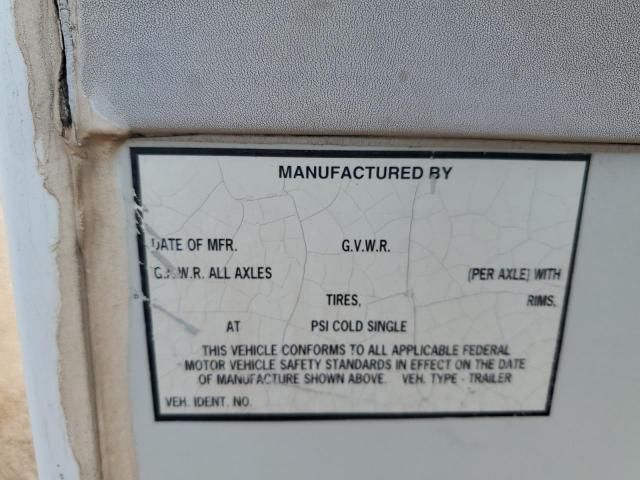 MANUFACTURED BY
DATE OF MFR. G.V.W.R.
G.A.W.R. ALL AXLES (PER AXLE) WITH
TIRES, RIMS,
AT PSI COLD SINGLE
THIS VEHICLE CONFORMS TO ALL APPLICABLE FEDERAL
MOTOR VEHICLE SAFETY STANDARDS IN EFFECT ON THE DATE
OF MANUFACTURE SHOWN ABOVE. VEH. TYPE - TRAILER
VEH. IDENT. NO.